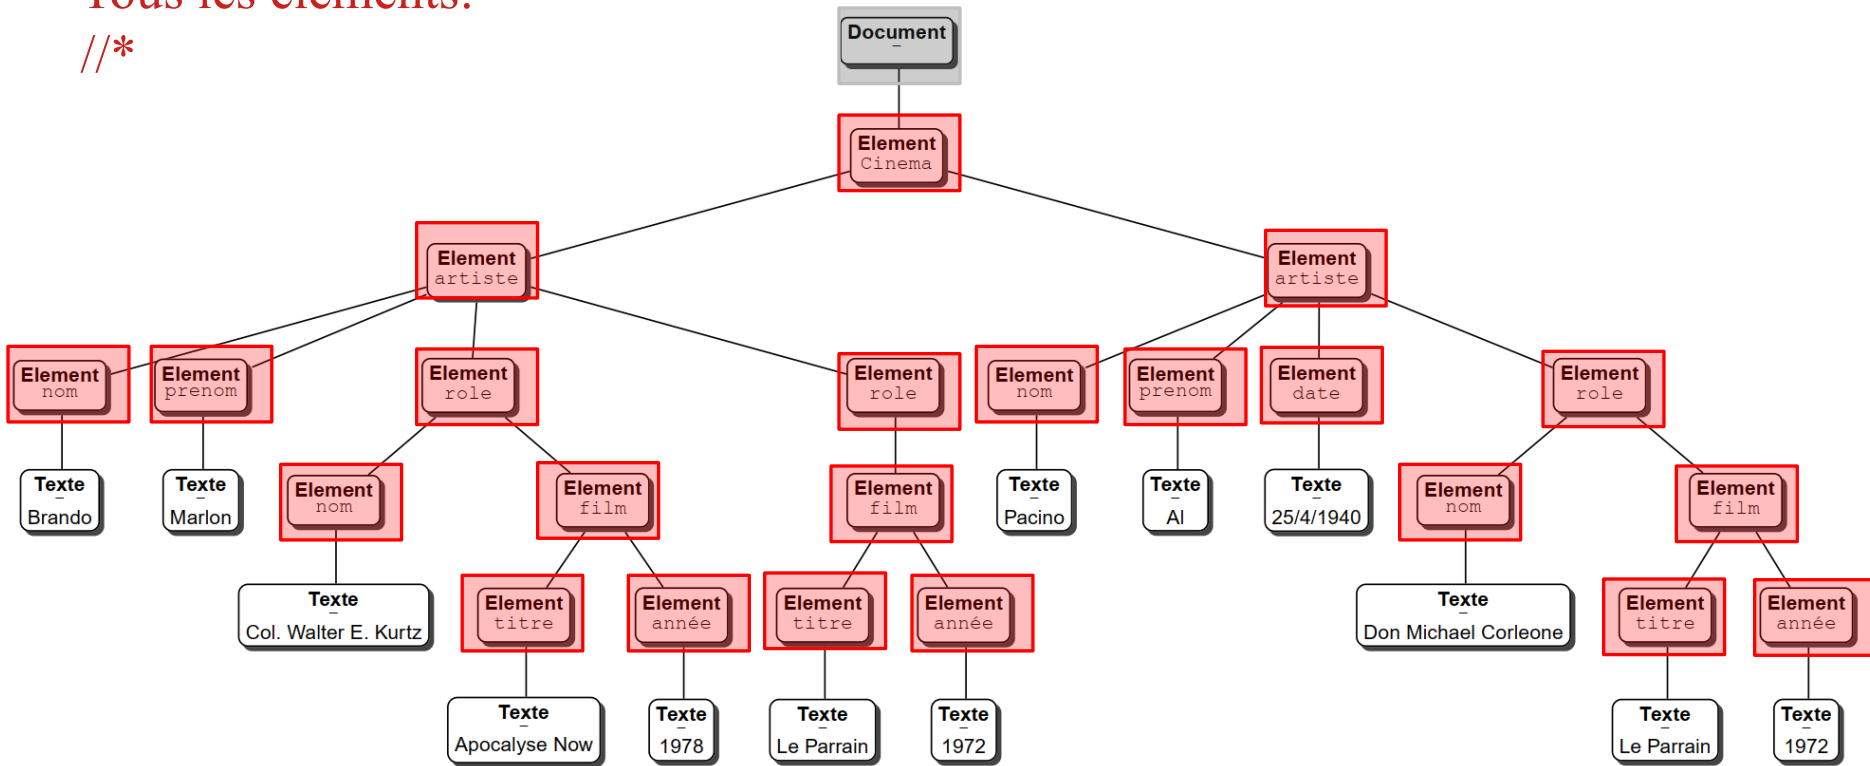 Tous les éléments:
//*
Document
–
Element
Cinema
Element
artiste
Element
artiste
Element
nom
Element
prenom
Element
role
Element
role
Element
nom
Element
prenom
Element
date
Element
role
Texte
–
Brando
Texte
–
Marlon
Element
nom
Element
film
Element
film
Texte
–
Pacino
Texte
–
Al
Texte
–
25/4/1940
Element
nom
Element
film
Texte
–
Col. Walter E. Kurtz
Element
titre
Element
année
Element
titre
Element
année
Texte
–
Don Michael Corleone
Element
titre
Element
année
Texte
–
Apocalyse Now
Texte
–
1978
Texte
–
Le Parrain
Texte
–
1972
Texte
–
Le Parrain
Texte
–
1972